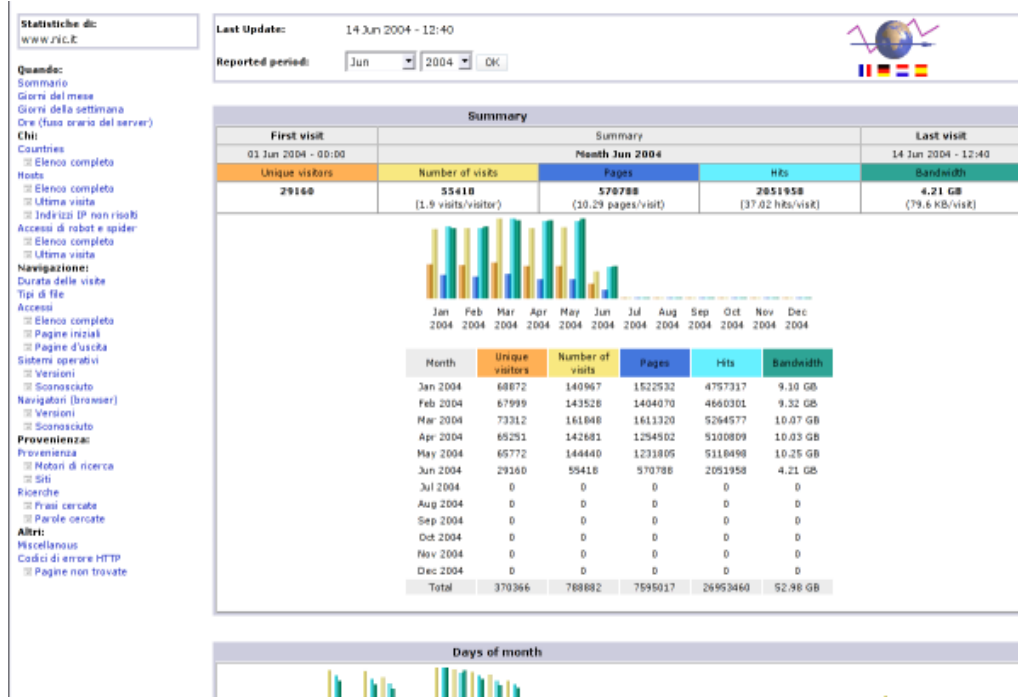 Statistiche di:
www.nic.it
Quando:
Sommario
Giorni del mese
Giorni della settimana
Ore (fuso orario del server)
Chi:
Countries
Elenco completo
Hosts
Elenco completo
Ultima visita
Indirizzi IP non risolti
Accessi di robot e spider
Elenco completo
Ultima visita
Navigazione:
Durata delle visite
Tipi di file
Accessi
Elenco completo
Pagine iniziali
Pagine d'uscita
Sistemi operativi
Versioni
Sconosciuto
Navigatori (browser)
Versioni
Sconosciuto
Provenienza:
Provenienza
Motori di ricerca
Siti
Ricerche
Frasi cercate
Parole cercate
Altri:
Miscellanous
Codici di errore HTTP
Pagine non trovate
Last Update: 14 Jun 2004 - 12:40
Reported period: Jun 2004 OK
Summary
First visit Summary Last visit
01 Jun 2004 - 00:00 Month Jun 2004 14 Jun 2004 - 12:40
Unique visitors Number of visits Pages Hits Bandwidth
29160 55418 570788 2051958 4.21 GB
(1.9 visits/visitor) (10.29 pages/visit) (37.02 hits/visit) (79.6 KB/visit)
Jan Feb Mar Apr May Jun Jul Aug Sep Oct Nov Dec
2004 2004 2004 2004 2004 2004 2004 2004 2004 2004 2004 2004
Month Unique visitors Number of visits Pages Hits Bandwidth
Jan 2004 68872 140967 1522532 4757317 9.10 GB
Feb 2004 67999 143528 1404070 4660301 9.32 GB
Mar 2004 73312 161848 1611320 5264577 10.07 GB
Apr 2004 65251 142681 1254502 5100809 10.03 GB
May 2004 65772 144440 1231805 5118498 10.25 GB
Jun 2004 29160 55418 570788 2051958 4.21 GB
Jul 2004 0 0 0 0 0
Aug 2004 0 0 0 0 0
Sep 2004 0 0 0 0 0
Oct 2004 0 0 0 0 0
Nov 2004 0 0 0 0 0
Dec 2004 0 0 0 0 0
Total 370366 788882 7595017 26953460 52.98 GB
Days of month